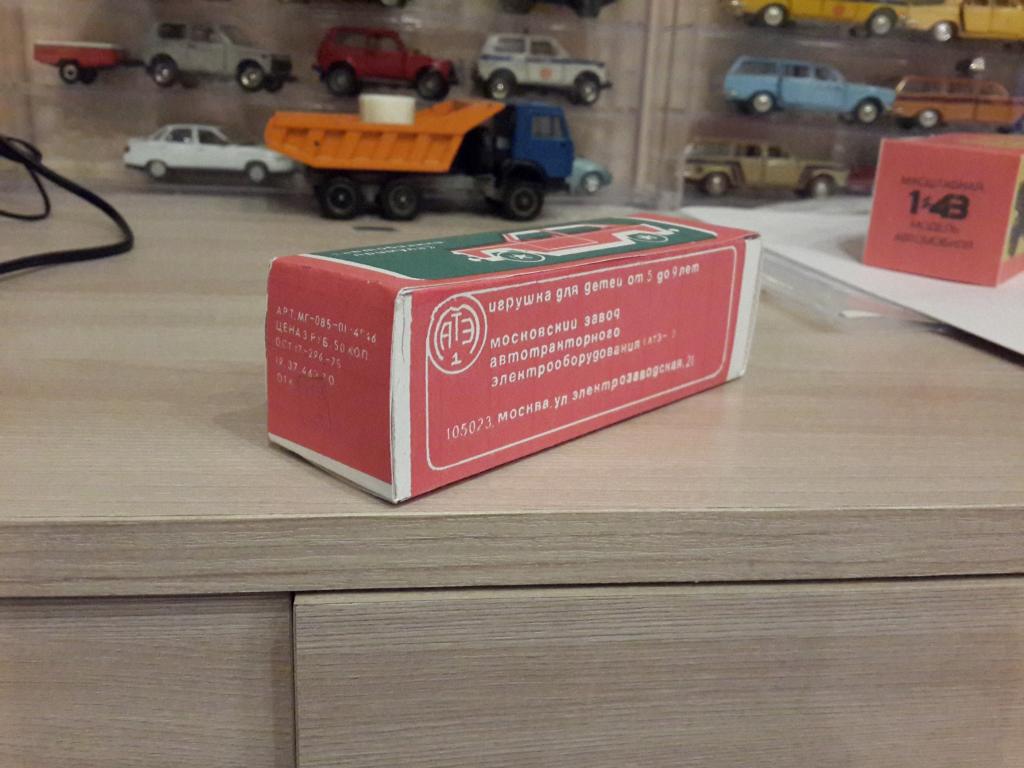 МАСШТАБНАЯ
1:43
МОДЕЛЬ
АВТОМОБИЛЯ
АРТ. МГ-085-01
ЦЕНА 3 РУБ. 50 КОП.
ОСТ 17-296-75
АТЭ
1
игрушка для детей от 5 до 9 лет
московский завод
автотракторного
электрооборудования (АТЭ-
105023, москва, ул электрозаводская, 21